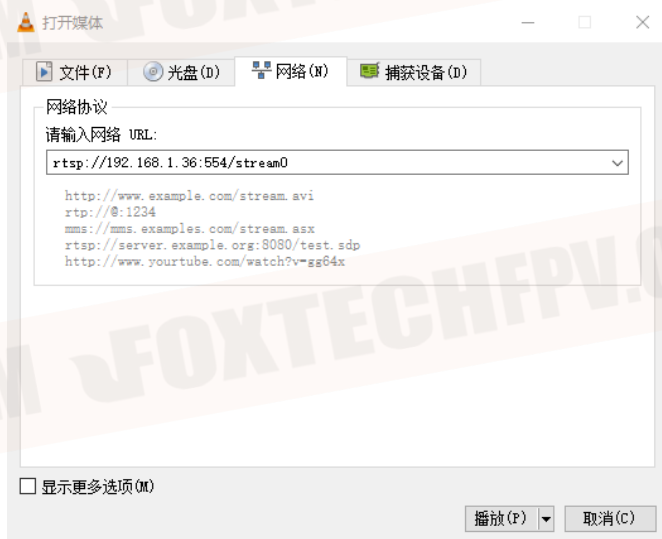 打开媒体
文件(F) 光盘(D) 网络(N) 捕获设备(D)
网络协议
请输入网络 URL:
rtsp://192.168.1.36:554/stream0
http://www.example.com/stream.avi
rtp://@:1234
mms://mms.examples.com/stream.asx
rtsp://server.example.org:8080/test.sdp
http://www.yourtube.com/watch?v=gg64x
FOXTECHFPV.C
M FOXTECHFPV.C
显示更多选项(M)
播放(P) 取消(C)